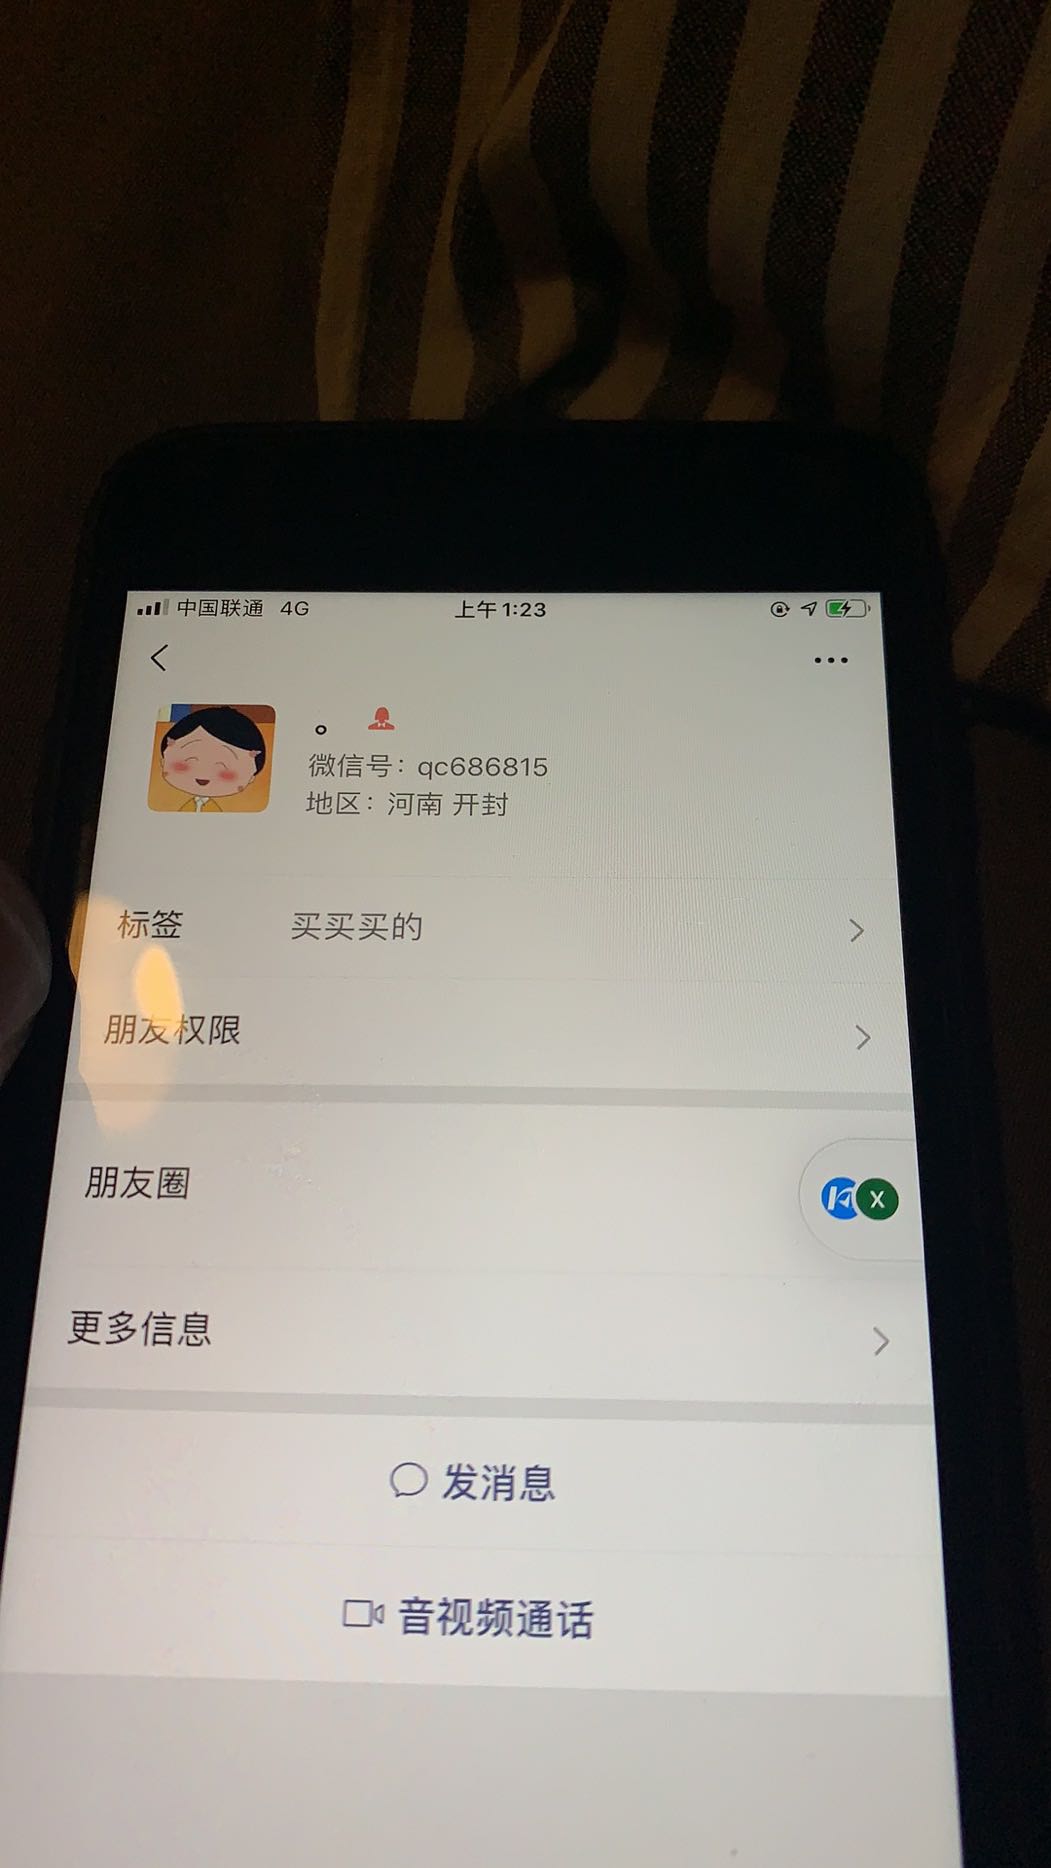 中国联通 4G 上午1:23
。
微信号：qc686815
地区：河南 开封
标签 买买买的
朋友权限
朋友圈
X
更多信息
发消息
音视频通话